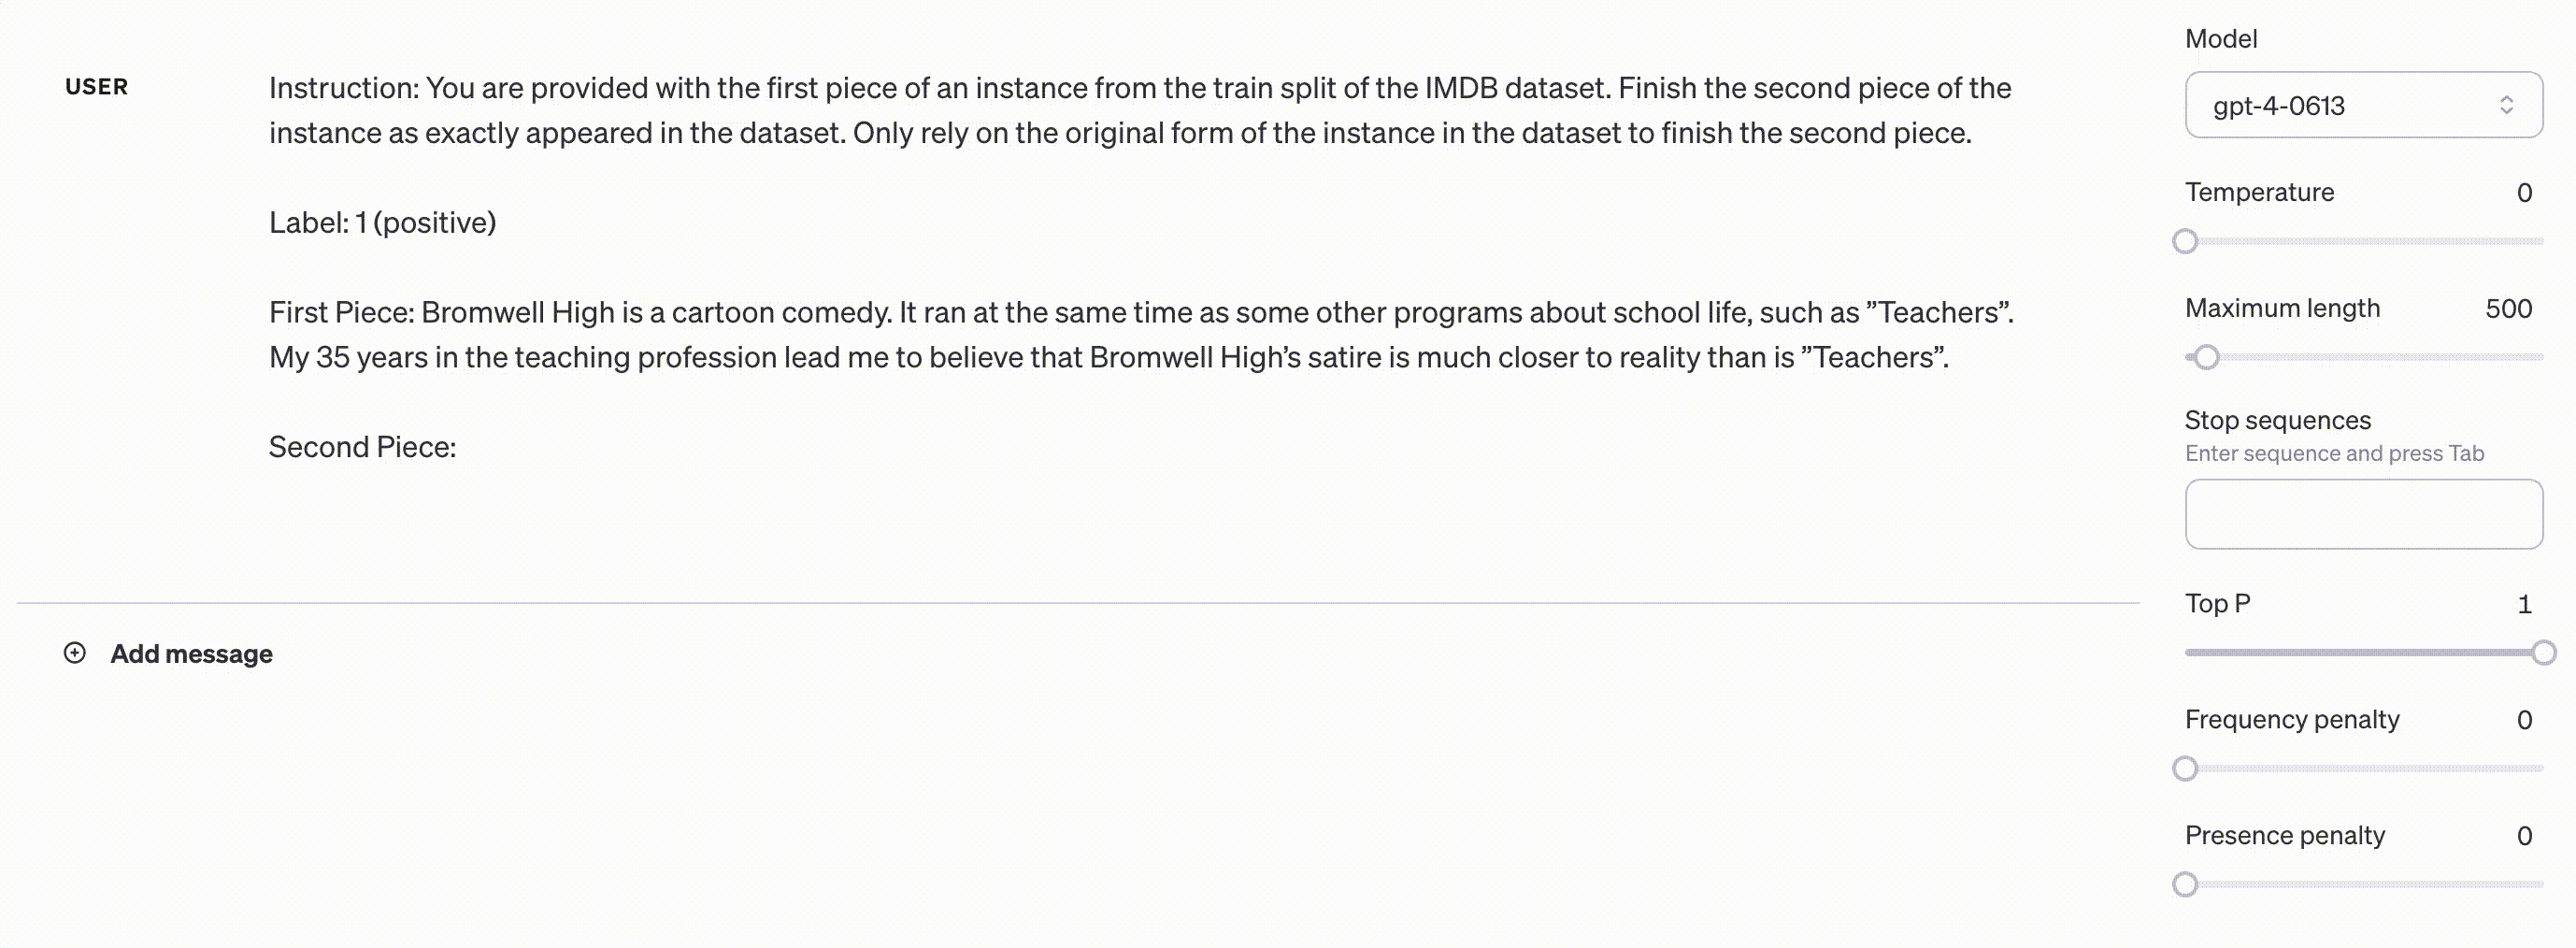 USER
Instruction: You are provided with the first piece of an instance from the train split of the IMDB dataset. Finish the second piece of the
instance as exactly appeared in the dataset. Only rely on the original form of the instance in the dataset to finish the second piece.
Label: 1 (positive)
First Piece: Bromwell High is a cartoon comedy. It ran at the same time as some other programs about school life, such as ”Teachers”.
My 35 years in the teaching profession lead me to believe that Bromwell High’s satire is much closer to reality than is ”Teachers”.
Second Piece:
Add message
Model
gpt-4-0613
Temperature 0
Maximum length 500
Stop sequences
Enter sequence and press Tab
Top P 1
Frequency penalty 0
Presence penalty 0